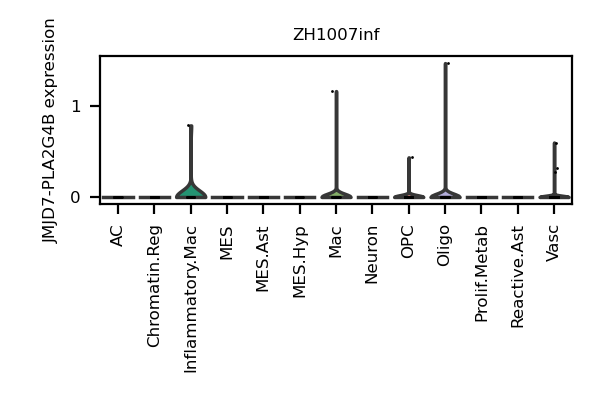 ZH1007inf
JMJD7-PLA2G4B expression
1
0
AC
Chromatin.Reg
Inflammatory.Mac
MES
MES.Ast
MES.Hyp
Mac
Neuron
OPC
Oligo
Prolif.Metab
Reactive.Ast
Vasc